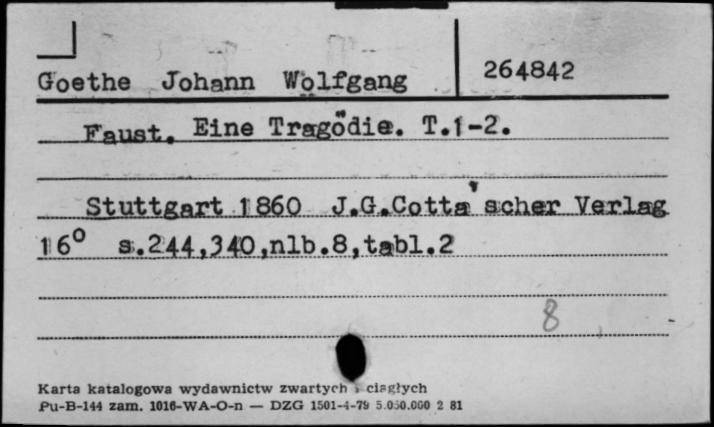 Goethe Johann Wolfgang 264842
Faust. Eine Tragödie. T.1-2.
Stuttgart 1860 J.G.Cotta'scher Verlag
16⁰ s.244,340,nlb.8,tabl.2
8
Karta katalogowa wydawnictw zwartych i ciągłych
Pu-B-144 zam. 1016-WA-O-n — DZG 1501-4-79 5.050.000 2 81